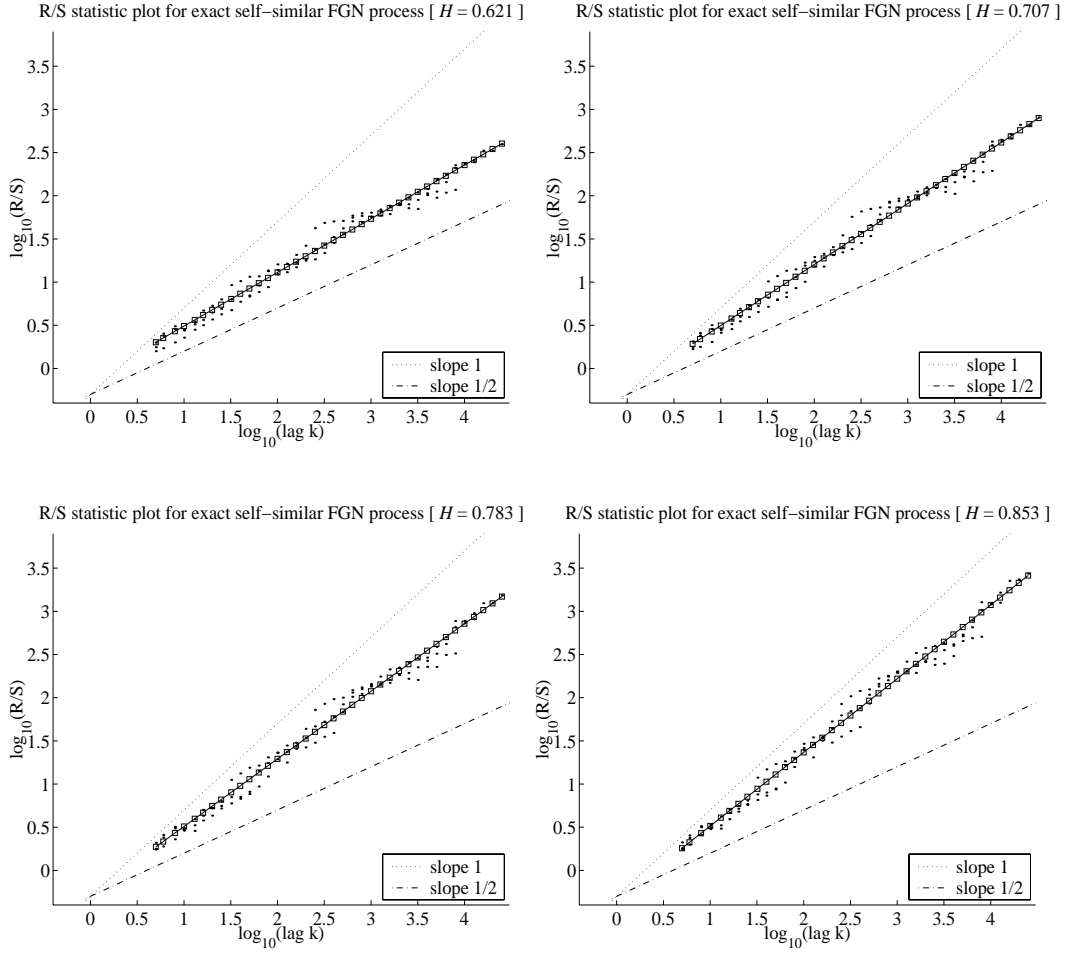 R/S statistic plot for exact self−similar FGN process [ H = 0.621 ]
3.5
3
2.5
2
1.5
1
0.5
0
log10(R/S)
0 0.5 1 1.5 2 2.5 3 3.5 4
log10(lag k)
slope 1
slope 1/2
R/S statistic plot for exact self−similar FGN process [ H = 0.707 ]
3.5
3
2.5
2
1.5
1
0.5
0
log10(R/S)
0 0.5 1 1.5 2 2.5 3 3.5 4
log10(lag k)
slope 1
slope 1/2
R/S statistic plot for exact self−similar FGN process [ H = 0.783 ]
3.5
3
2.5
2
1.5
1
0.5
0
log10(R/S)
0 0.5 1 1.5 2 2.5 3 3.5 4
log10(lag k)
slope 1
slope 1/2
R/S statistic plot for exact self−similar FGN process [ H = 0.853 ]
3.5
3
2.5
2
1.5
1
0.5
0
log10(R/S)
0 0.5 1 1.5 2 2.5 3 3.5 4
log10(lag k)
slope 1
slope 1/2